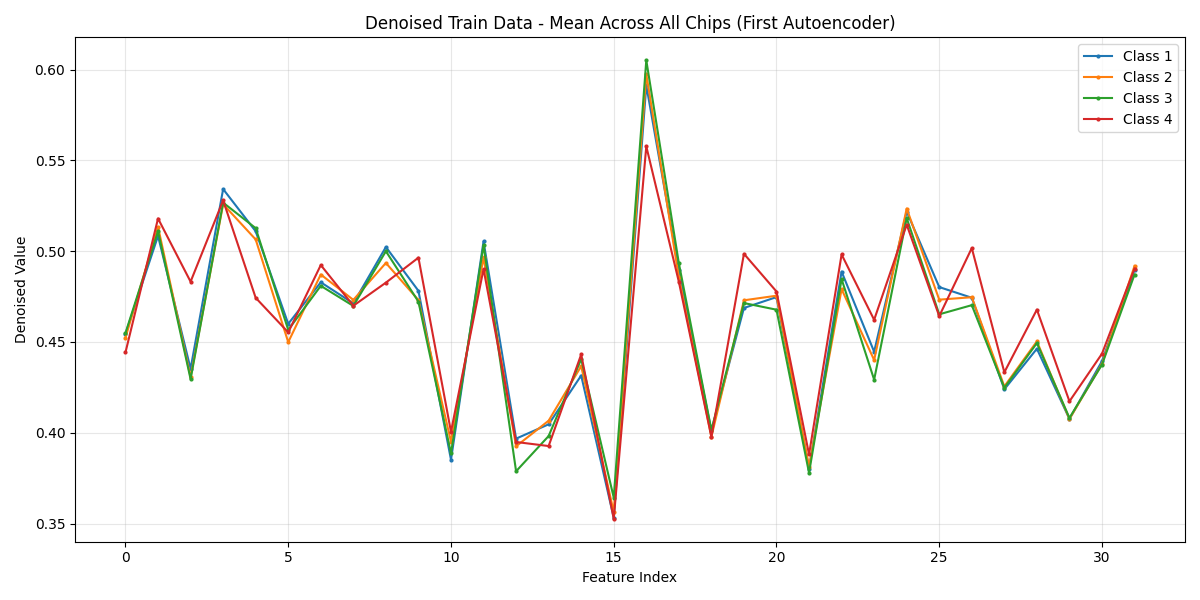 Denoised Train Data - Mean Across All Chips (First Autoencoder)
Class 1
Class 2
Class 3
Class 4
Denoised Value
0.60
0.55
0.50
0.45
0.40
0.35
0 5 10 15 20 25 30
Feature Index